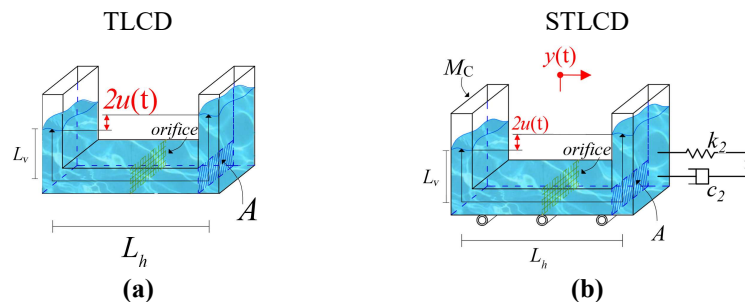 TLCD
2u(t)
orifice
L_v
A
L_h
(a)
STLCD
y(t)
M_C
2u(t)
orifice
k_2
L_v
c_2
A
L_h
(b)